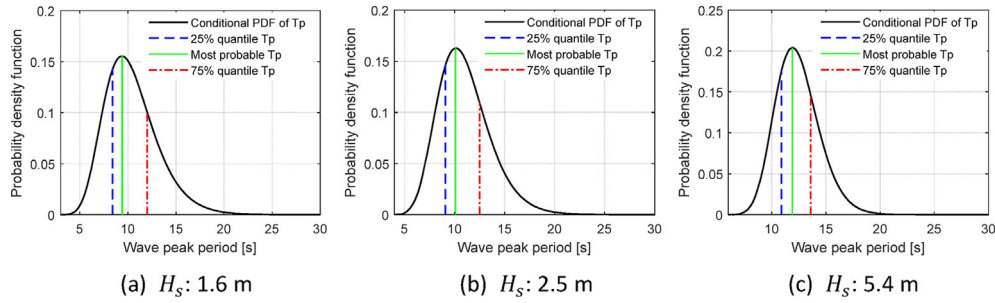 Conditional PDF of Tp
25% quantile Tp
Most probable Tp
75% quantile Tp
Probability density function
0.2
0.15
0.1
0.05
0
5 10 15 20 25 30
Wave peak period [s]
(a) Hs: 1.6 m
Conditional PDF of Tp
25% quantile Tp
Most probable Tp
75% quantile Tp
Probability density function
0.2
0.15
0.1
0.05
0
5 10 15 20 25 30
Wave peak period [s]
(b) Hs: 2.5 m
Conditional PDF of Tp
25% quantile Tp
Most probable Tp
75% quantile Tp
Probability density function
0.25
0.20
0.15
0.1
0.05
0
10 15 20 25 30
Wave peak period [s]
(c) Hs: 5.4 m